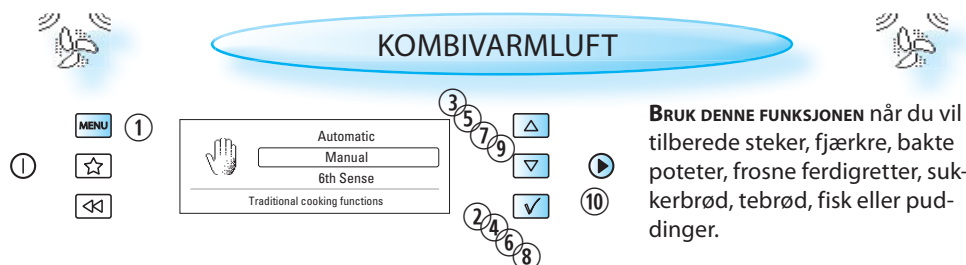 KOMBIVARMLUFT
MENU
①
Automatic
Manual
6th Sense
Traditional cooking functions
③
⑤
⑦
⑨
②
④
⑥
⑧
⑩
BRUK DENNE FUNKSJONEN når du vil
tilberede steker, fjærkre, bakte
poteter, frosne ferdigretter, suk-
kerbrød, tebrød, fisk eller pud-
dinger.